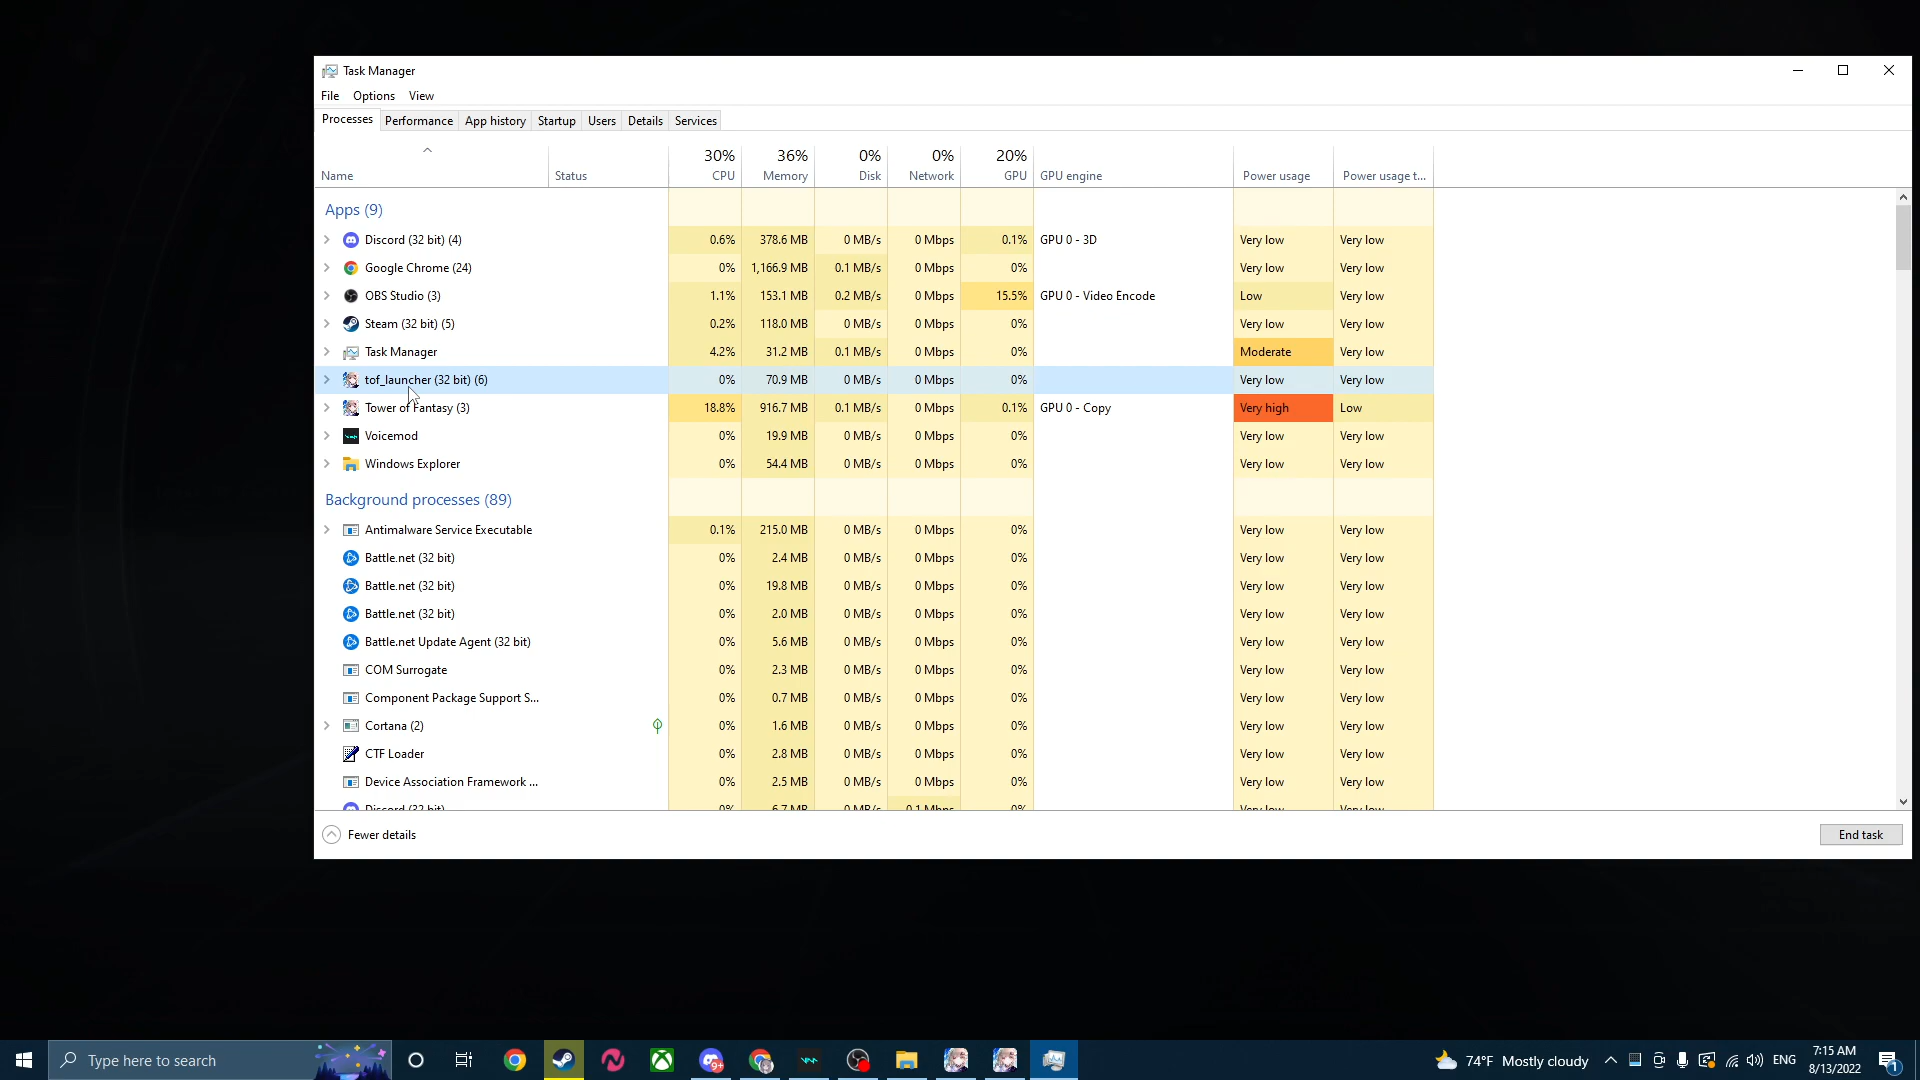 Task Manager
File Options View
Processes Performance App history Startup Users Details Services
30% 36% 0% 0% 20%
Name Status CPU Memory Disk Network GPU GPU engine Power usage Power usage t...
Apps (9)
Discord (32 bit) (4) 0.6% 378.6 MB 0 MB/s 0 Mbps 0.1% GPU 0 - 3D Very low Very low
Google Chrome (24) 0% 1,166.9 MB 0.1 MB/s 0 Mbps 0% Very low Very low
OBS Studio (3) 1.1% 153.1 MB 0.2 MB/s 0 Mbps 15.5% GPU 0 - Video Encode Low Very low
Steam (32 bit) (5) 0.2% 118.0 MB 0 MB/s 0 Mbps 0% Very low Very low
Task Manager 4.2% 31.2 MB 0.1 MB/s 0 Mbps 0% Moderate Very low
tof_launcher (32 bit) (6) 0% 70.9 MB 0 MB/s 0 Mbps 0% Very low Very low
Tower of Fantasy (3) 18.8% 916.7 MB 0.1 MB/s 0 Mbps 0.1% GPU 0 - Copy Very high Low
Voicemod 0% 19.9 MB 0 MB/s 0 Mbps 0% Very low Very low
Windows Explorer 0% 54.4 MB 0 MB/s 0 Mbps 0% Very low Very low
Background processes (89)
Antimalware Service Executable 0.1% 215.0 MB 0 MB/s 0 Mbps 0% Very low Very low
Battle.net (32 bit) 0% 2.4 MB 0 MB/s 0 Mbps 0% Very low Very low
Battle.net (32 bit) 0% 19.8 MB 0 MB/s 0 Mbps 0% Very low Very low
Battle.net (32 bit) 0% 2.0 MB 0 MB/s 0 Mbps 0% Very low Very low
Battle.net Update Agent (32 bit) 0% 5.6 MB 0 MB/s 0 Mbps 0% Very low Very low
COM Surrogate 0% 2.3 MB 0 MB/s 0 Mbps 0% Very low Very low
Component Package Support S... 0% 0.7 MB 0 MB/s 0 Mbps 0% Very low Very low
Cortana (2) 0% 1.6 MB 0 MB/s 0 Mbps 0% Very low Very low
CTF Loader 0% 2.8 MB 0 MB/s 0 Mbps 0% Very low Very low
Device Association Framework ... 0% 2.5 MB 0 MB/s 0 Mbps 0% Very low Very low
Discord (32 bit) 0% 6.7 MB 0 MB/s 0.1 Mbps 0% Very low Very low
Fewer details End task
Type here to search 9+ 74°F Mostly cloudy ENG 7:15 AM 1
8/13/2022